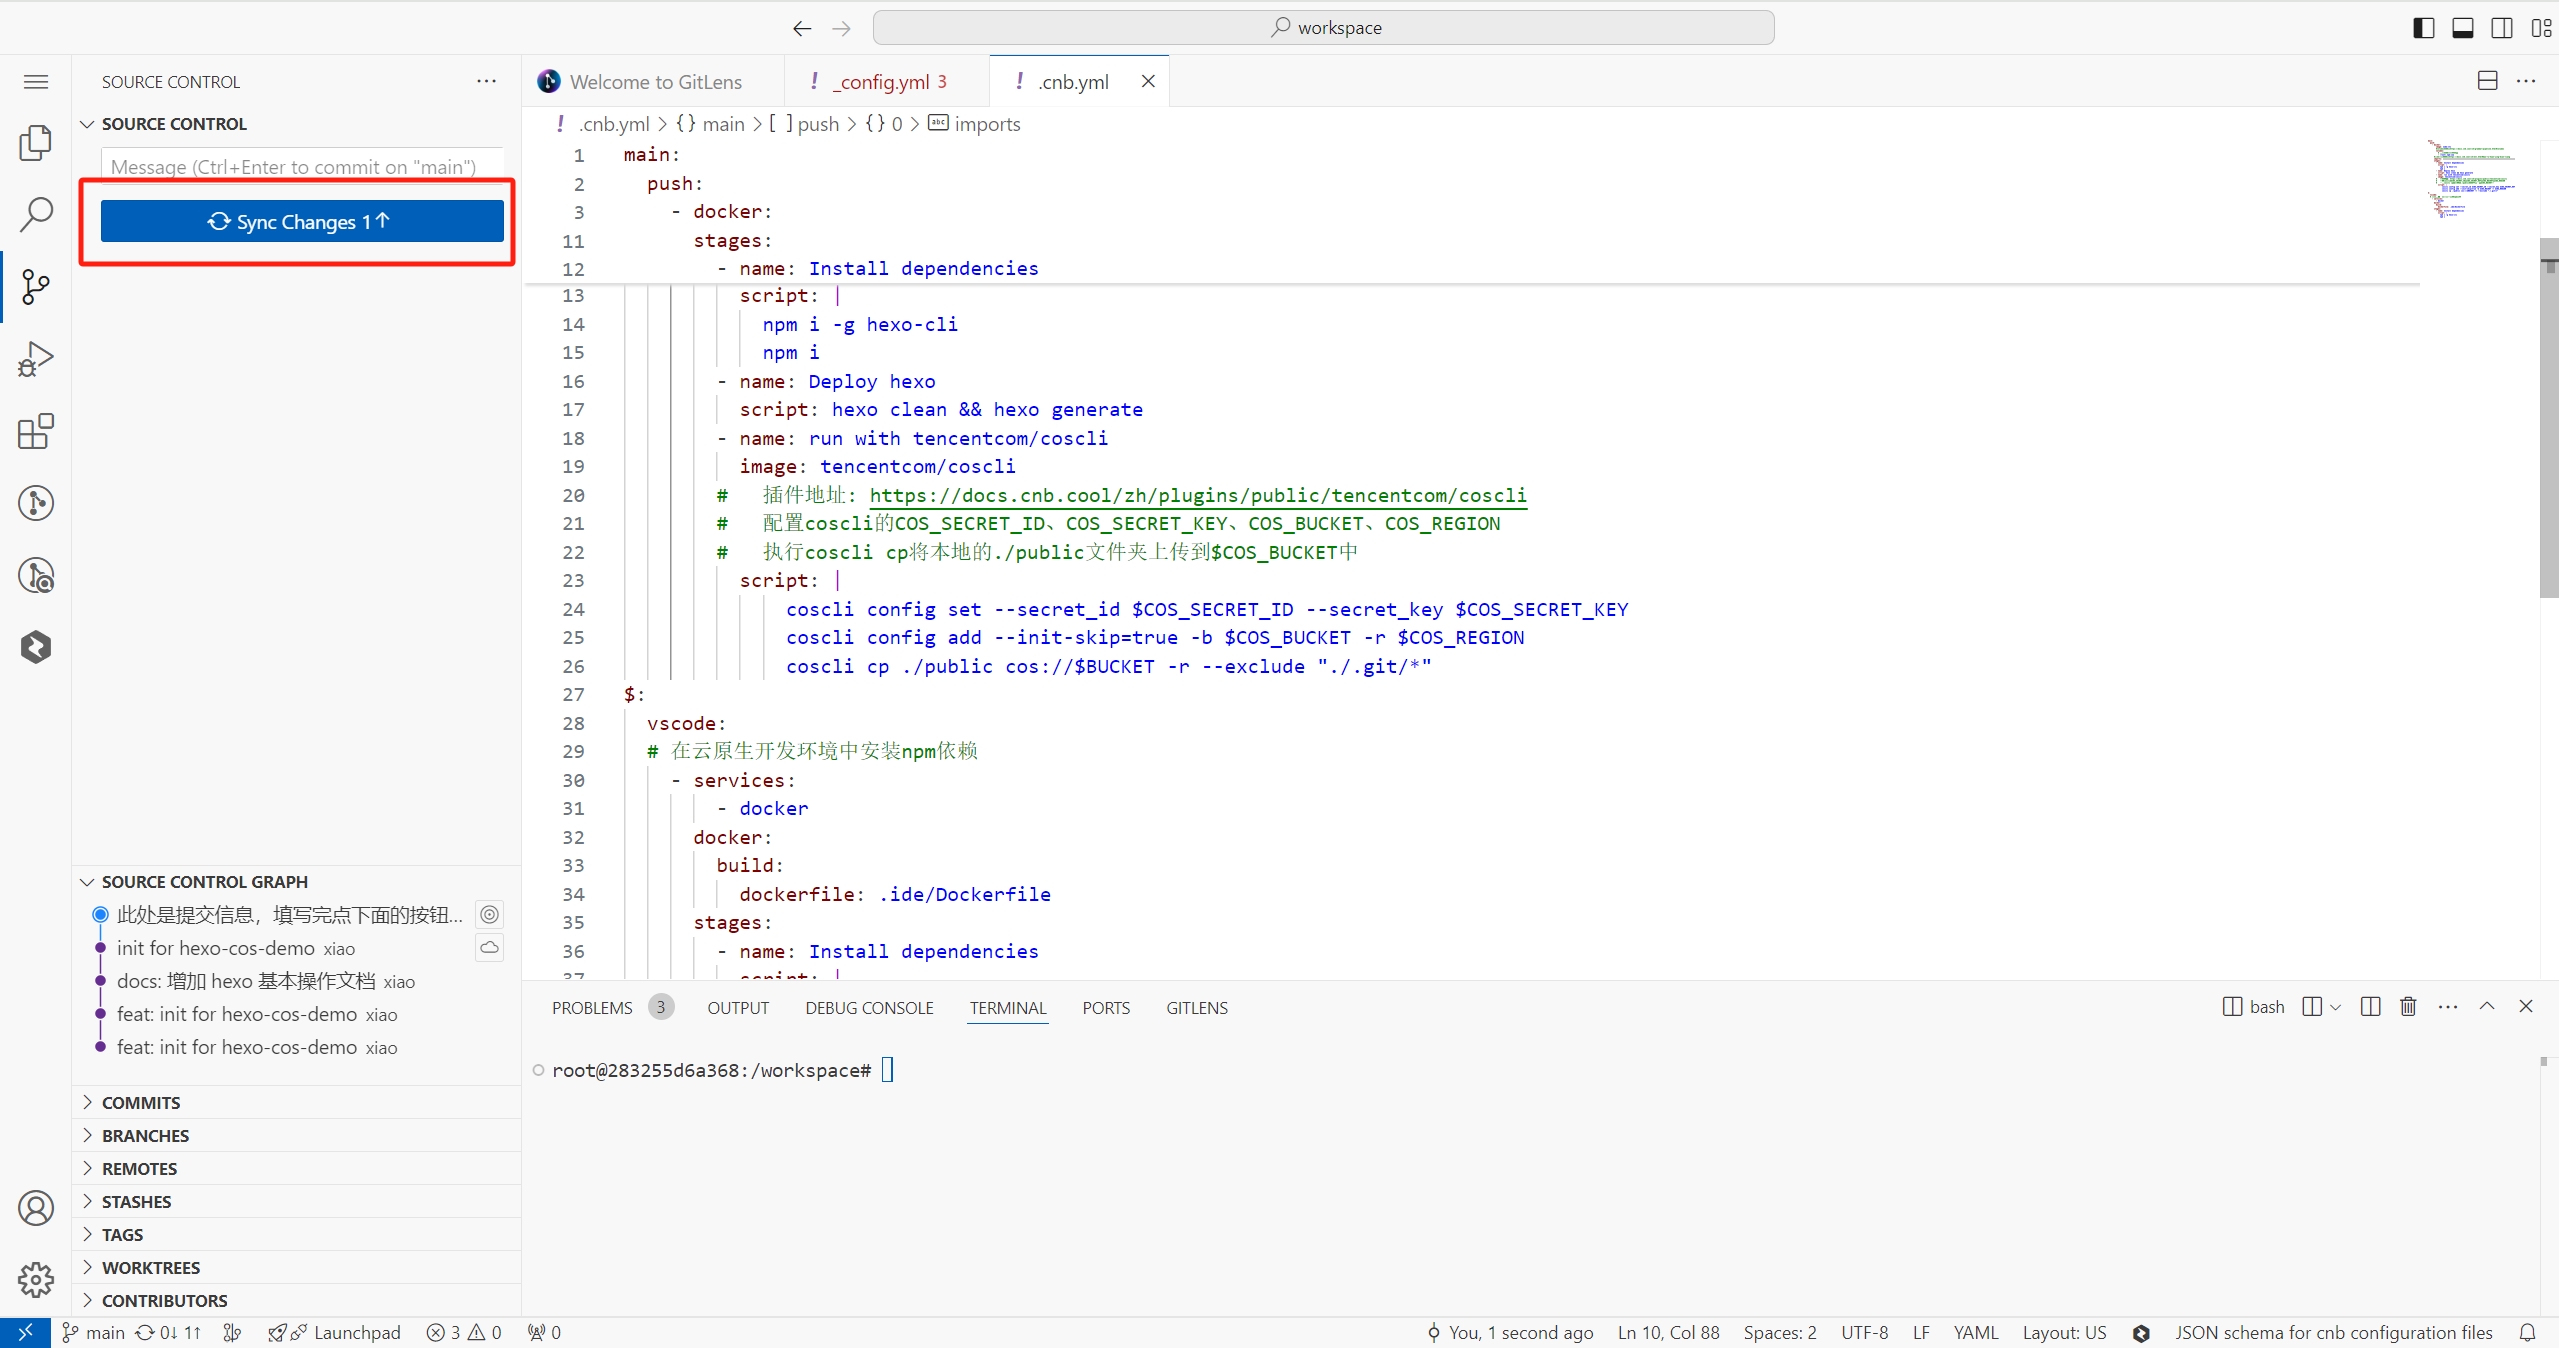 workspace
SOURCE CONTROL
Welcome to GitLens
_config.yml 3
.cnb.yml
SOURCE CONTROL
.cnb.yml > {} main > [ ] push > {} 0 > abc imports
Message (Ctrl+Enter to commit on "main")
Sync Changes 1↑
1 main:
2 push:
3 - docker:
11 stages:
12 - name: Install dependencies
13 script: |
14 npm i -g hexo-cli
15 npm i
16 - name: Deploy hexo
17 script: hexo clean && hexo generate
18 - name: run with tencentcom/coscli
19 image: tencentcom/coscli
20 # 插件地址: https://docs.cnb.cool/zh/plugins/public/tencentcom/coscli
21 # 配置coscli的COS_SECRET_ID、COS_SECRET_KEY、COS_BUCKET、COS_REGION
22 # 执行coscli cp将本地的./public文件夹上传到$COS_BUCKET中
23 script: |
24 coscli config set --secret_id $COS_SECRET_ID --secret_key $COS_SECRET_KEY
25 coscli config add --init-skip=true -b $COS_BUCKET -r $COS_REGION
26 coscli cp ./public cos://$BUCKET -r --exclude "./.git/*"
27 $:
28 vscode:
29 # 在云原生开发环境中安装npm依赖
30 - services:
31 - docker
32 docker:
33 build:
34 dockerfile: .ide/Dockerfile
35 stages:
36 - name: Install dependencies
37 script: |
SOURCE CONTROL GRAPH
此处是提交信息，填写完点下面的按钮...
init for hexo-cos-demo xiao
docs: 增加 hexo 基本操作文档 xiao
feat: init for hexo-cos-demo xiao
feat: init for hexo-cos-demo xiao
COMMITS
BRANCHES
REMOTES
STASHES
TAGS
WORKTREES
CONTRIBUTORS
PROBLEMS 3 OUTPUT DEBUG CONSOLE TERMINAL PORTS GITLENS
bash
root@283255d6a368:/workspace#
main 0↓ 1↑ Launchpad 3 0 0
You, 1 second ago Ln 10, Col 88 Spaces: 2 UTF-8 LF YAML Layout: US JSON schema for cnb configuration files